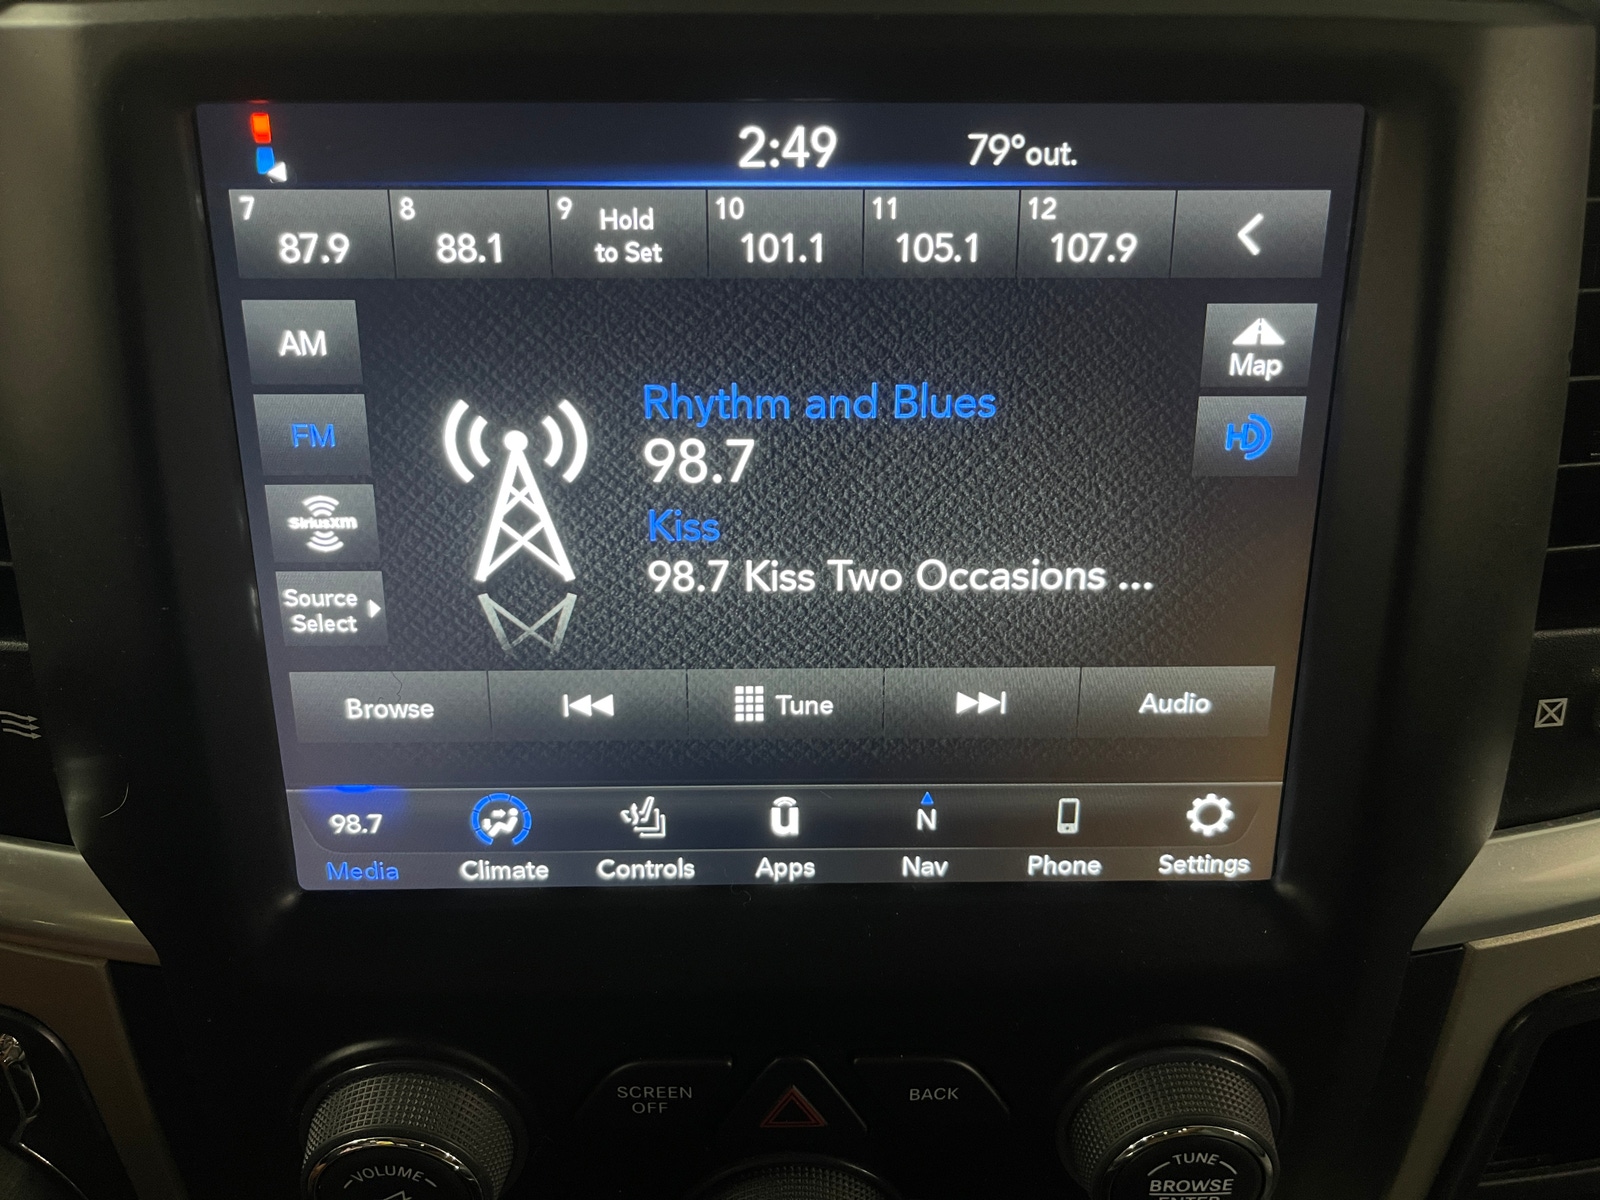 2:49 79°out.
7 8 9 Hold 10 11 12
87.9 88.1 to Set 101.1 105.1 107.9
AM
Map
FM
HD
SiriusXM
Source
Select
Rhythm and Blues
98.7
Kiss
98.7 Kiss Two Occasions ...
Browse Tune Audio
98.7 ū N
Media Climate Controls Apps Nav Phone Settings
SCREEN
OFF
BACK
VOLUME
TUNE
BROWSE
ENTER